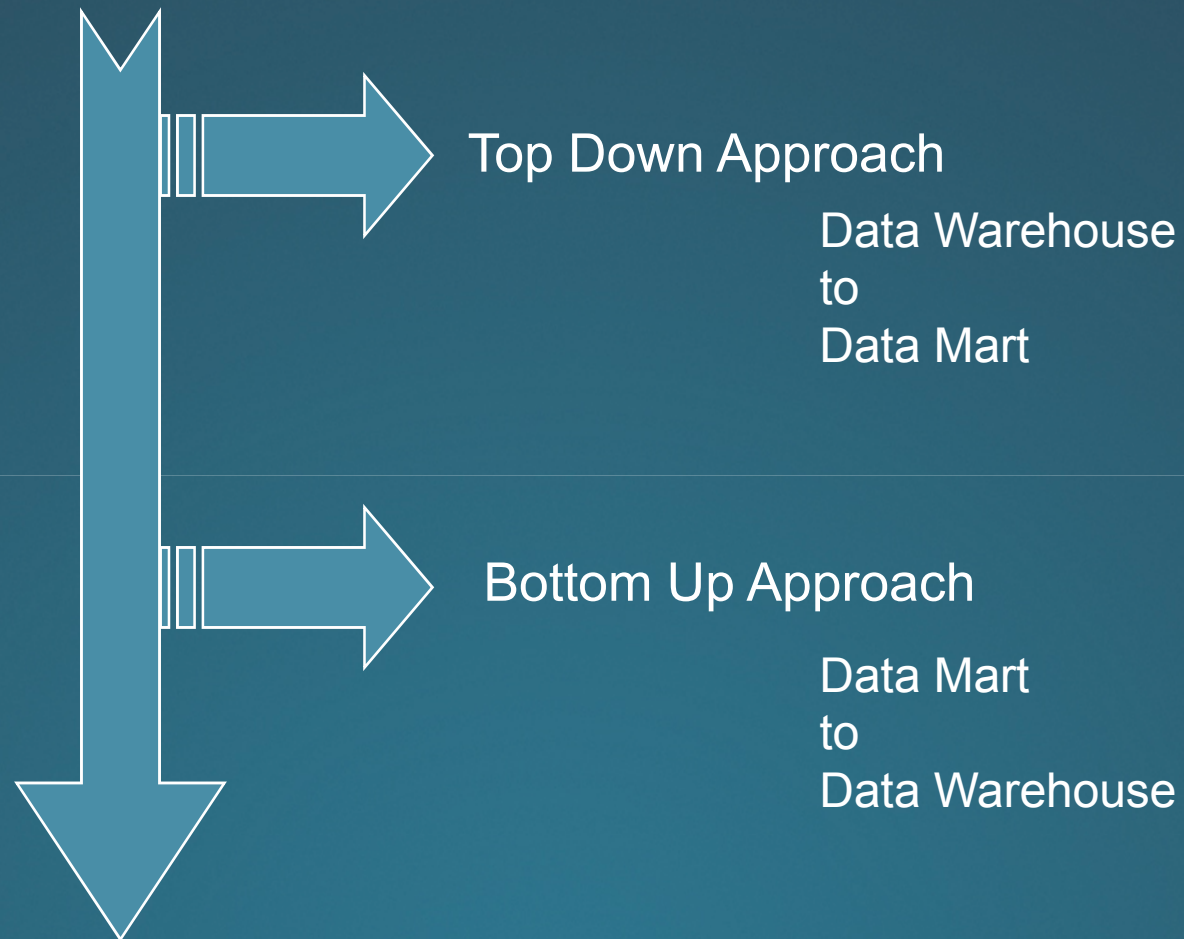 Top Down Approach
Data Warehouse
to
Data Mart
Bottom Up Approach
Data Mart
to
Data Warehouse